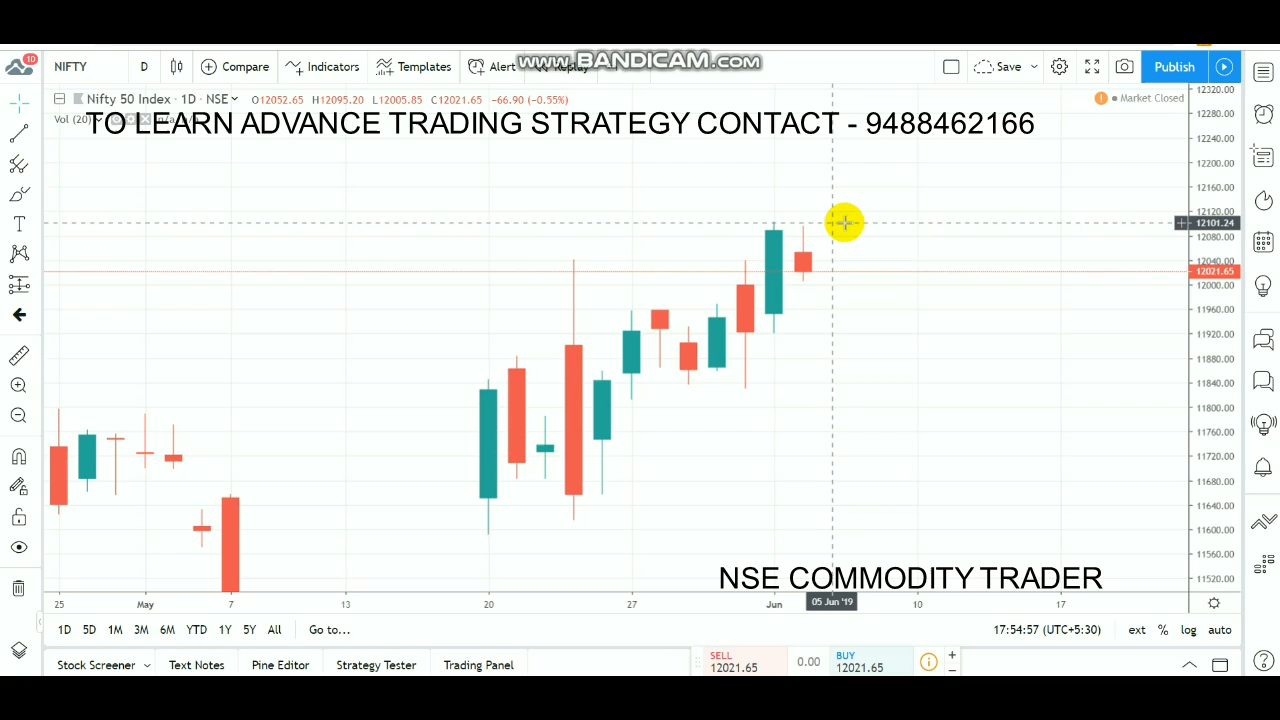 www.BANDICAM.com
10
NIFTY
D
Compare
Indicators
Templates
Alert
Replay
Save
Publish
Nifty 50 Index · 1D · NSE
O12052.65 H12095.20 L12005.85 C12021.65 -66.90 (-0.55%)
Market Closed
Vol (20)
n/a
TO LEARN ADVANCE TRADING STRATEGY CONTACT - 9488462166
12320.00
12280.00
12240.00
12200.00
12160.00
12120.00
12101.24
12080.00
12040.00
12021.65
12000.00
11960.00
11920.00
11880.00
11840.00
11800.00
11760.00
11720.00
11680.00
11640.00
11600.00
11560.00
11520.00
NSE COMMODITY TRADER
25 May 7 13 20 27 Jun 05 Jun '19 10 17
1D 5D 1M 3M 6M YTD 1Y 5Y All Go to...
17:54:57 (UTC+5:30) ext % log auto
Stock Screener Text Notes Pine Editor Strategy Tester Trading Panel
SELL
12021.65
0.00
BUY
12021.65